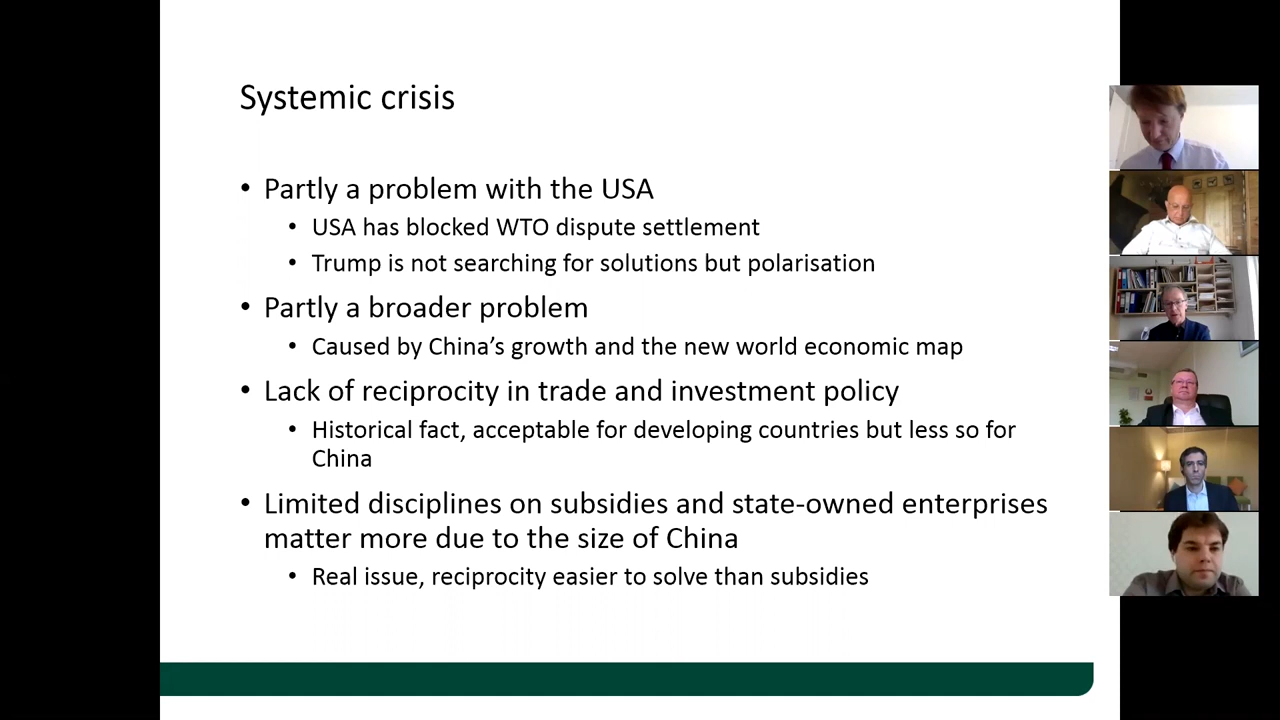 Systemic crisis
• Partly a problem with the USA
• USA has blocked WTO dispute settlement
• Trump is not searching for solutions but polarisation
• Partly a broader problem
• Caused by China’s growth and the new world economic map
• Lack of reciprocity in trade and investment policy
• Historical fact, acceptable for developing countries but less so for
China
• Limited disciplines on subsidies and state-owned enterprises
matter more due to the size of China
• Real issue, reciprocity easier to solve than subsidies